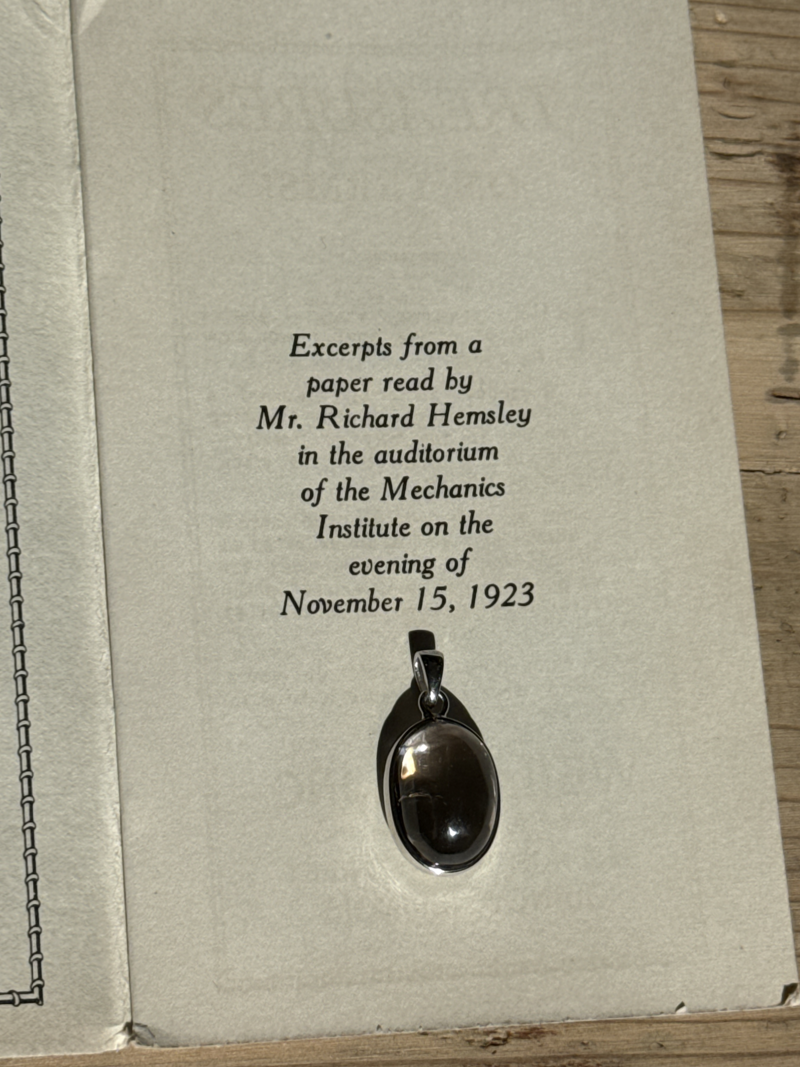 Excerpts from a
paper read by
Mr. Richard Hemsley
in the auditorium
of the Mechanics
Institute on the
evening of
November 15, 1923